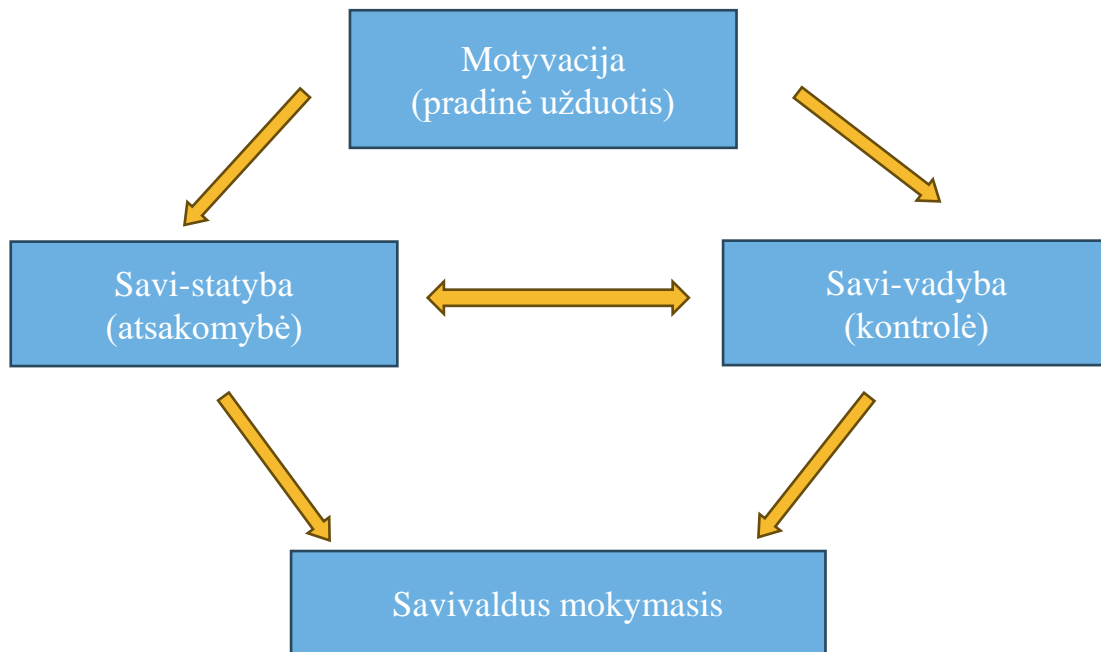 Motyvacija
(pradinė užduotis)
Savi-statyba
(atsakomybė)
Savi-vadyba
(kontrolė)
Savivaldus mokymasis